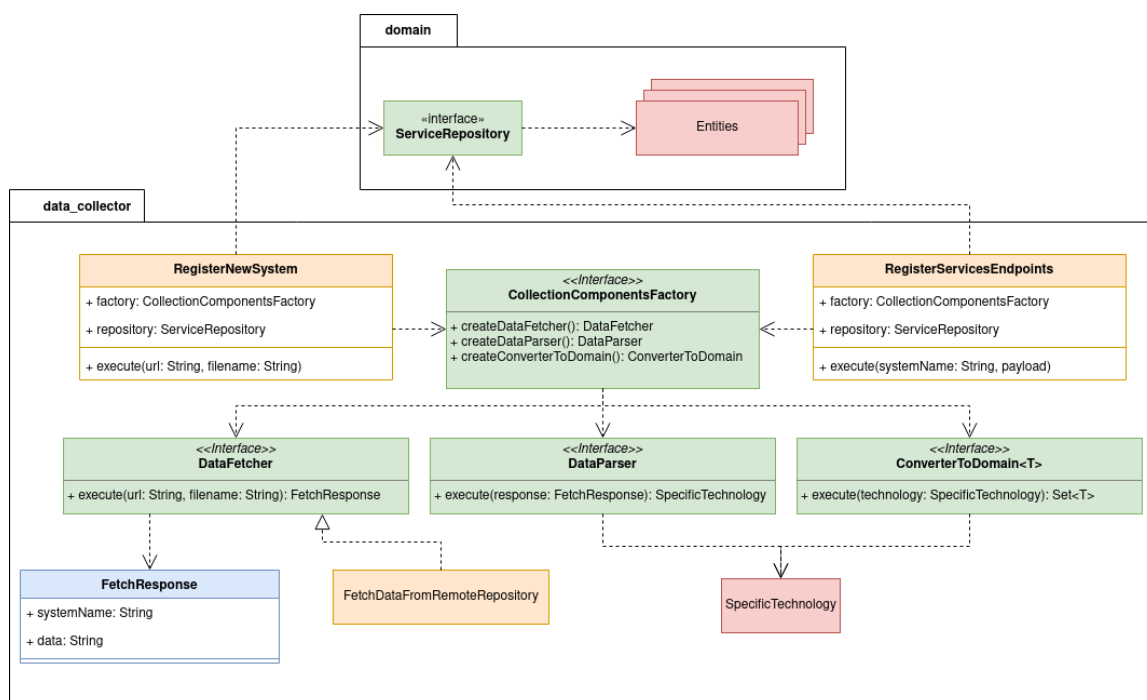 domain
«interface»
ServiceRepository
Entities
data_collector
RegisterNewSystem
+ factory: CollectionComponentsFactory
+ repository: ServiceRepository
+ execute(url: String, filename: String)
<<Interface>>
CollectionComponentsFactory
+ createDataFetcher(): DataFetcher
+ createDataParser(): DataParser
+ createConverterToDomain(): ConverterToDomain
RegisterServicesEndpoints
+ factory: CollectionComponentsFactory
+ repository: ServiceRepository
+ execute(systemName: String, payload)
<<Interface>>
DataFetcher
+ execute(url: String, filename: String): FetchResponse
<<Interface>>
DataParser
+ execute(response: FetchResponse): SpecificTechnology
<<Interface>>
ConverterToDomain<T>
+ execute(technology: SpecificTechnology): Set<T>
FetchResponse
+ systemName: String
+ data: String
FetchDataFromRemoteRepository
SpecificTechnology